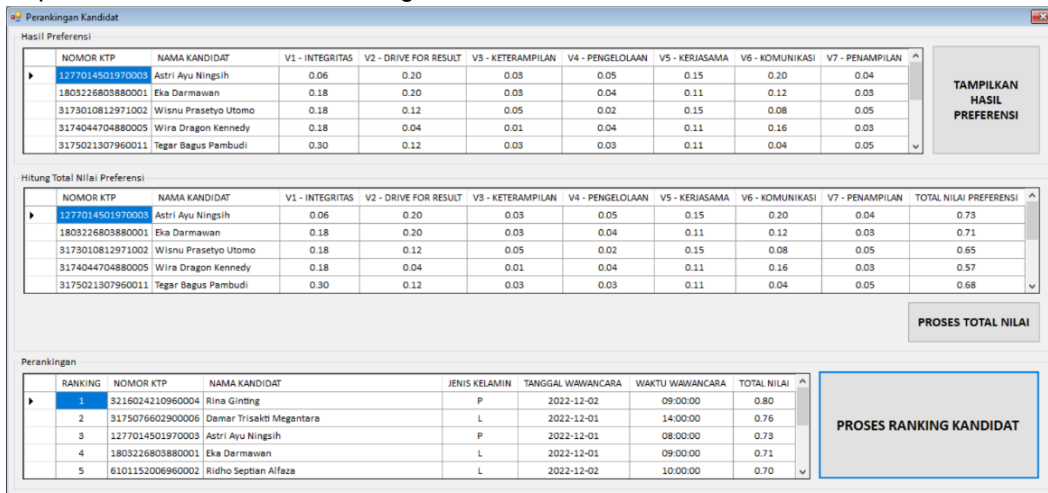 Perankingan Kandidat
Hasil Preferensi
NOMOR KTP NAMA KANDIDAT V1 - INTEGRITAS V2 - DRIVE FOR RESULT V3 - KETERAMPILAN V4 - PENGELOLAAN V5 - KERJASAMA V6 - KOMUNIKASI V7 - PENAMPILAN
1277014501970003 Astri Ayu Ningsih 0.06 0.20 0.03 0.05 0.15 0.20 0.04
1803226803880001 Eka Darmawan 0.18 0.20 0.03 0.04 0.11 0.12 0.03
3173010812971002 Wisnu Prasetyo Utomo 0.18 0.12 0.05 0.02 0.15 0.08 0.05
3174044704880005 Wira Dragon Kennedy 0.18 0.04 0.01 0.04 0.11 0.16 0.03
3175021307960011 Tegar Bagus Pambudi 0.30 0.12 0.03 0.03 0.11 0.04 0.05
TAMPILKAN
HASIL
PREFERENSI
Hitung Total NIlai Preferensi
NOMOR KTP NAMA KANDIDAT V1 - INTEGRITAS V2 - DRIVE FOR RESULT V3 - KETERAMPILAN V4 - PENGELOLAAN V5 - KERJASAMA V6 - KOMUNIKASI V7 - PENAMPILAN TOTAL NILAI PREFERENSI
1277014501970003 Astri Ayu Ningsih 0.06 0.20 0.03 0.05 0.15 0.20 0.04 0.73
1803226803880001 Eka Darmawan 0.18 0.20 0.03 0.04 0.11 0.12 0.03 0.71
3173010812971002 Wisnu Prasetyo Utomo 0.18 0.12 0.05 0.02 0.15 0.08 0.05 0.65
3174044704880005 Wira Dragon Kennedy 0.18 0.04 0.01 0.04 0.11 0.16 0.03 0.57
3175021307960011 Tegar Bagus Pambudi 0.30 0.12 0.03 0.03 0.11 0.04 0.05 0.68
PROSES TOTAL NILAI
Perankingan
RANKING NOMOR KTP NAMA KANDIDAT JENIS KELAMIN TANGGAL WAWANCARA WAKTU WAWANCARA TOTAL NILAI
1 3216024210960004 Rina Ginting P 2022-12-02 09:00:00 0.80
2 3175076602900006 Damar Trisakti Megantara L 2022-12-01 14:00:00 0.76
3 1277014501970003 Astri Ayu Ningsih P 2022-12-01 08:00:00 0.73
4 1803226803880001 Eka Darmawan L 2022-12-01 09:00:00 0.71
5 6101152006960002 Ridho Septian Alfaza L 2022-12-02 10:00:00 0.70
PROSES RANKING KANDIDAT